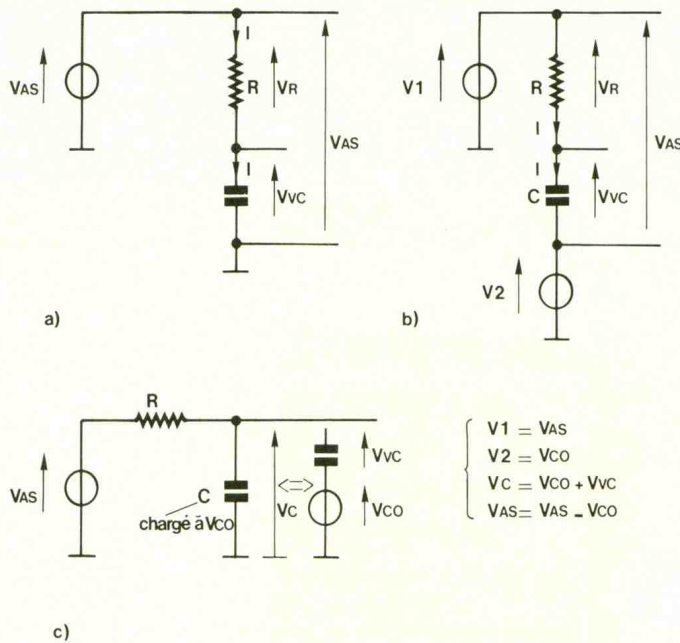 I
VAS
R
VR
VAS
I
VVC
a)
V1
R
VR
I
VAS
I
C
VVC
V2
b)
R
VAS
C
chargé à VCO
VC
<=>
VVC
VCO
V1 = VAS
V2 = VCO
VC = VCO + VVC
VAS = VAS - VCO
c)